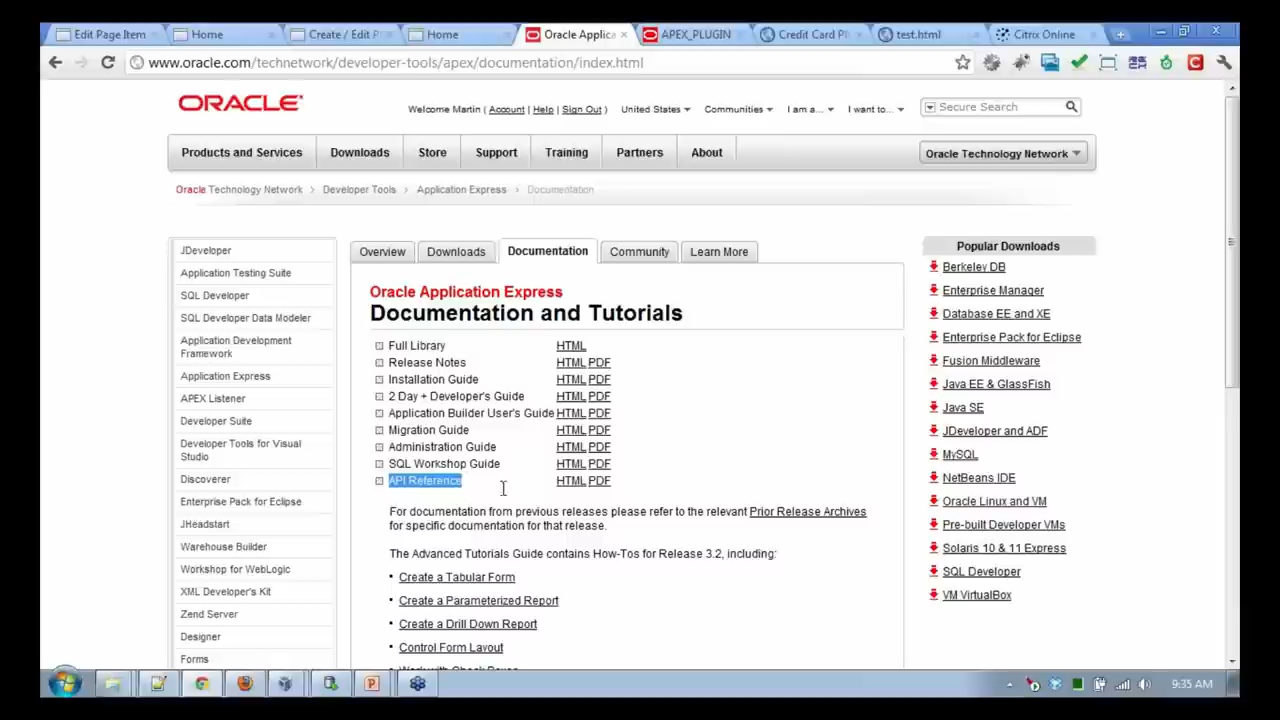 Edit Page Item
Home
Create / Edit P
Home
Oracle Applica
APEX_PLUGIN
Credit Card Pl
test.html
Citrix Online
www.oracle.com/technetwork/developer-tools/apex/documentation/index.html
ORACLE
Welcome Martin ( Account | Help | Sign Out )
United States
Communities
I am a...
I want to...
Secure Search
Products and Services
Downloads
Store
Support
Training
Partners
About
Oracle Technology Network
Oracle Technology Network > Developer Tools > Application Express > Documentation
JDeveloper
Application Testing Suite
SQL Developer
SQL Developer Data Modeler
Application Development
Framework
Application Express
APEX Listener
Developer Suite
Developer Tools for Visual
Studio
Discoverer
Enterprise Pack for Eclipse
JHeadstart
Warehouse Builder
Workshop for WebLogic
XML Developer's Kit
Zend Server
Designer
Forms
Overview
Downloads
Documentation
Community
Learn More
Oracle Application Express
Documentation and Tutorials
Full Library HTML
Release Notes HTML PDF
Installation Guide HTML PDF
2 Day + Developer's Guide HTML PDF
Application Builder User's Guide HTML PDF
Migration Guide HTML PDF
Administration Guide HTML PDF
SQL Workshop Guide HTML PDF
API Reference HTML PDF
For documentation from previous releases please refer to the relevant Prior Release Archives
for specific documentation for that release.
The Advanced Tutorials Guide contains How-Tos for Release 3.2, including:
• Create a Tabular Form
• Create a Parameterized Report
• Create a Drill Down Report
• Control Form Layout
Popular Downloads
Berkeley DB
Enterprise Manager
Database EE and XE
Enterprise Pack for Eclipse
Fusion Middleware
Java EE & GlassFish
Java SE
JDeveloper and ADF
MySQL
NetBeans IDE
Oracle Linux and VM
Pre-built Developer VMs
Solaris 10 & 11 Express
SQL Developer
VM VirtualBox
9:35 AM